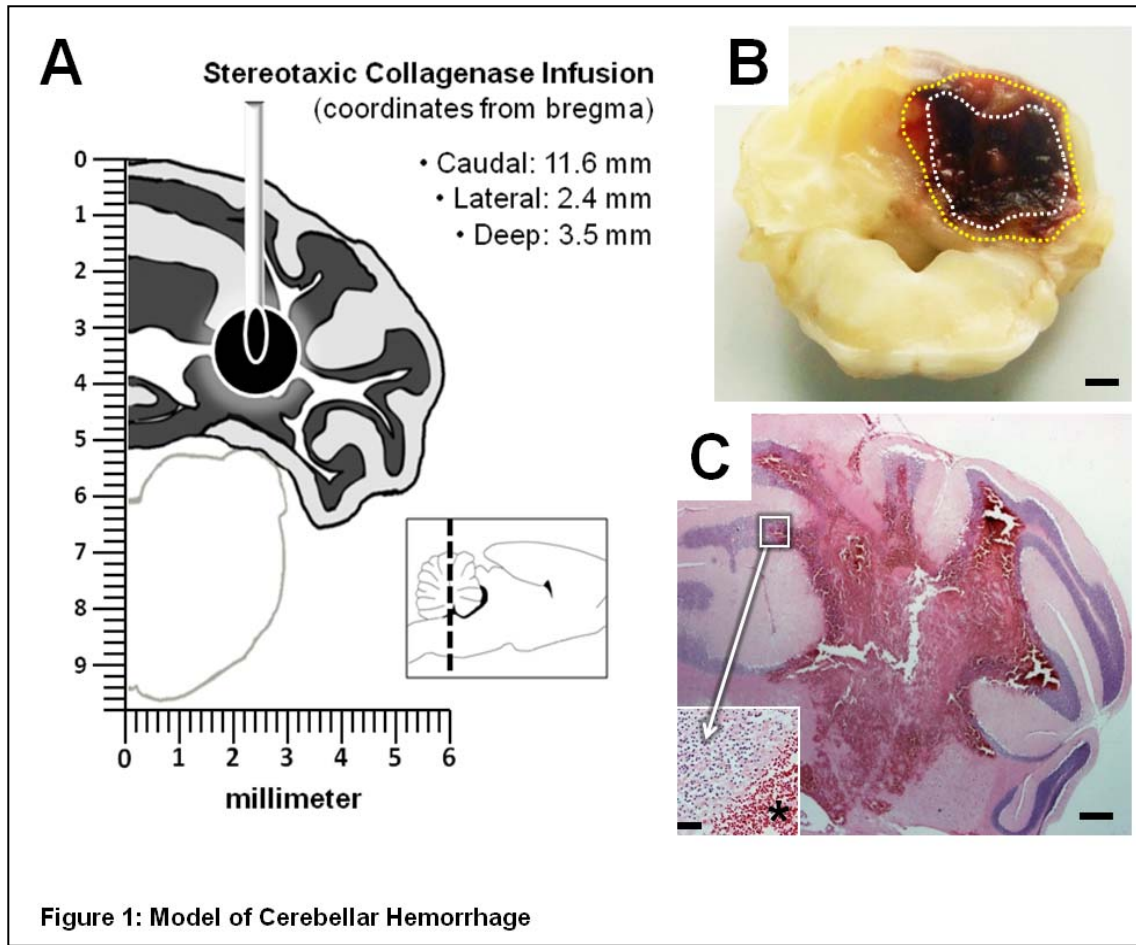 A
Stereotaxic Collagenase Infusion
(coordinates from bregma)
• Caudal: 11.6 mm
• Lateral: 2.4 mm
• Deep: 3.5 mm
0
1
2
3
4
5
6
7
8
9
0 1 2 3 4 5 6
millimeter
B
C
*
Figure 1: Model of Cerebellar Hemorrhage